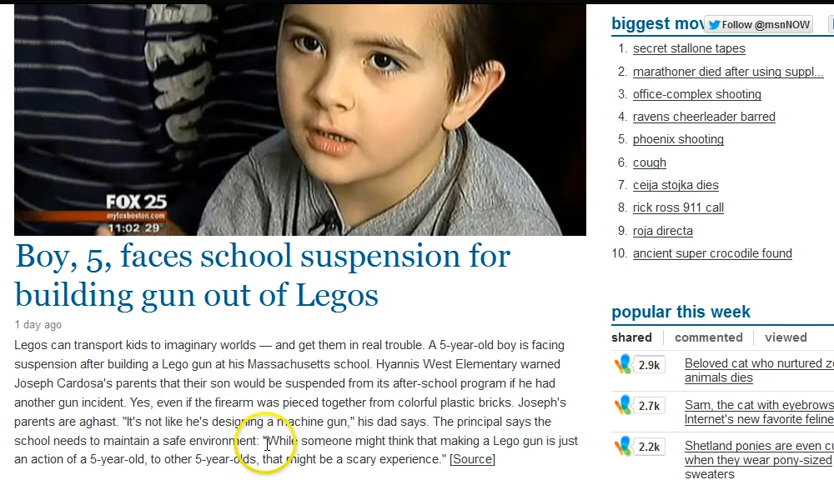 FOX 25
myfoxboston.com
11:02 29°
Boy, 5, faces school suspension for
building gun out of Legos
1 day ago
Legos can transport kids to imaginary worlds — and get them in real trouble. A 5-year-old boy is facing
suspension after building a Lego gun at his Massachusetts school. Hyannis West Elementary warned
Joseph Cardosa's parents that their son would be suspended from its after-school program if he had
another gun incident. Yes, even if the firearm was pieced together from colorful plastic bricks. Joseph's
parents are aghast. "It's not like he's designing a machine gun," his dad says. The principal says the
school needs to maintain a safe environment: "While someone might think that making a Lego gun is just
an action of a 5-year-old, to other 5-year-olds, that might be a scary experience." [Source]
biggest mov
Follow @msnNOW
1. secret stallone tapes
2. marathoner died after using suppl...
3. office-complex shooting
4. ravens cheerleader barred
5. phoenix shooting
6. cough
7. ceija stojka dies
8. rick ross 911 call
9. roja directa
10. ancient super crocodile found
popular this week
shared commented viewed
2.9k
Beloved cat who nurtured
animals dies
2.7k
Sam, the cat with eyebrows
Internet's new favorite feline
2.2k
Shetland ponies are even
when they wear pony-sized
sweaters